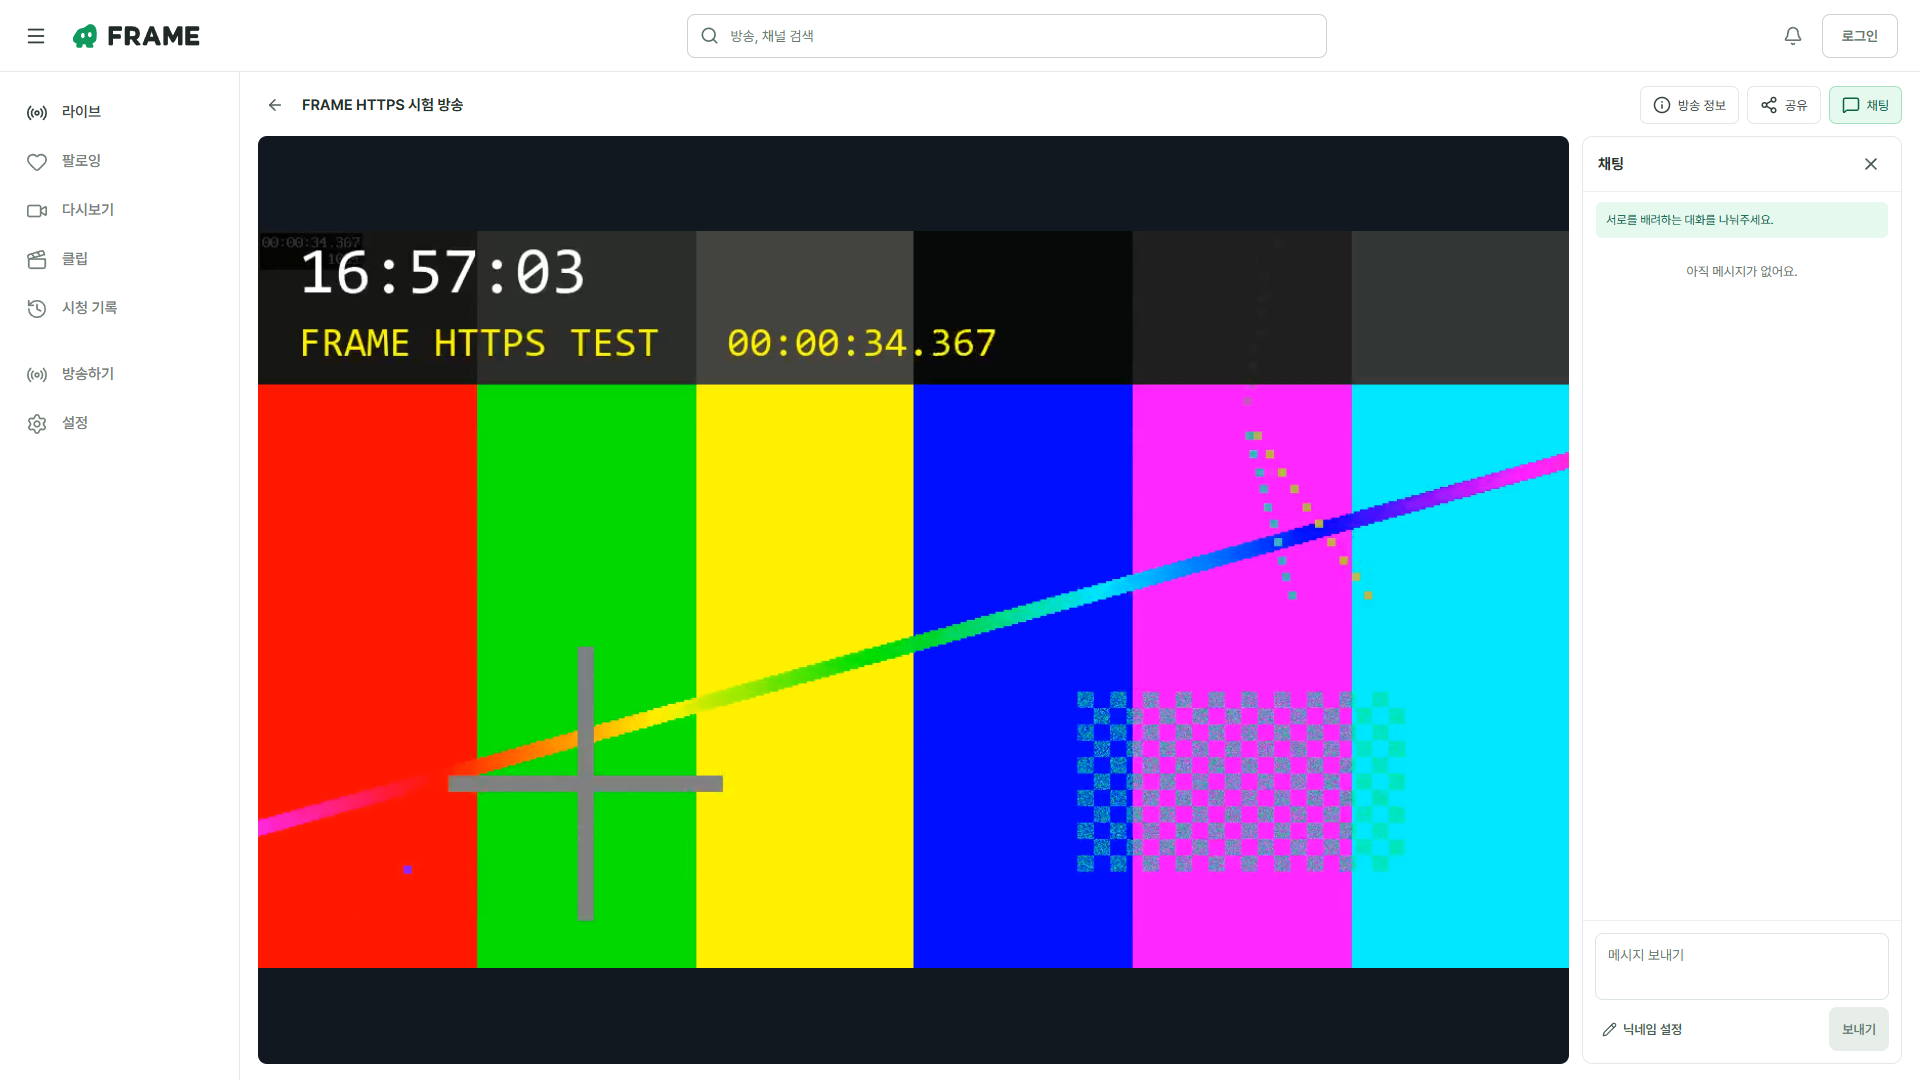 FRAME
방송, 채널 검색
로그인
라이브
팔로잉
다시보기
클립
시청 기록
방송하기
설정
FRAME HTTPS 시험 방송
방송 정보
공유
채팅
00:00:34.367
16:57:03
FRAME HTTPS TEST 00:00:34.367
채팅
서로를 배려하는 대화를 나눠주세요.
아직 메시지가 없어요.
메시지 보내기
닉네임 설정
보내기